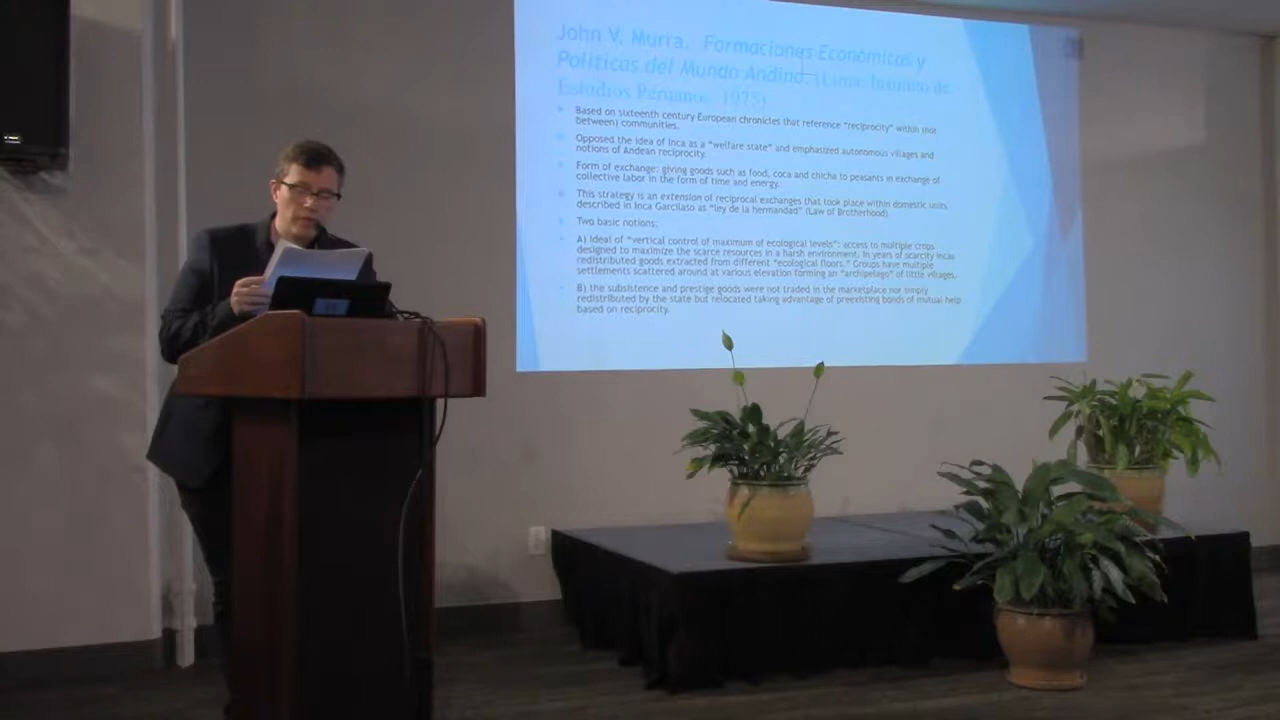 John V. Murra. Formaciones Economicas y
Politicas del Mundo Andino. (Lima: Instituto de
Estudios Peruanos, 1975)
Based on sixteenth century European chronicles that reference "reciprocity" within (not
between) communities.
Opposed the idea of Inca as a "welfare state" and emphasized autonomous villages and
notions of Andean reciprocity.
Form of exchange: giving goods such as food, coca and chicha to peasants in exchange of
collective labor in the form of time and energy.
This strategy is an extension of reciprocal exchanges that took place within domestic units
described in Inca Garcilaso as "ley de la hermandad" (Law of Brotherhood)
Two basic notions:
A) Ideal of "vertical control of maximum of ecological levels": access to multiple crops
designed to maximize the scarce resources in a harsh environment. In years of scarcity Incas
redistributed goods extracted from different "ecological floors." Groups have multiple
settlements scattered around at various elevation forming an "archipelago" of little villages.
B) the subsistence and prestige goods were not traded in the marketplace nor simply
redistributed by the state but relocated taking advantage of preexisting bonds of mutual help
based on reciprocity.